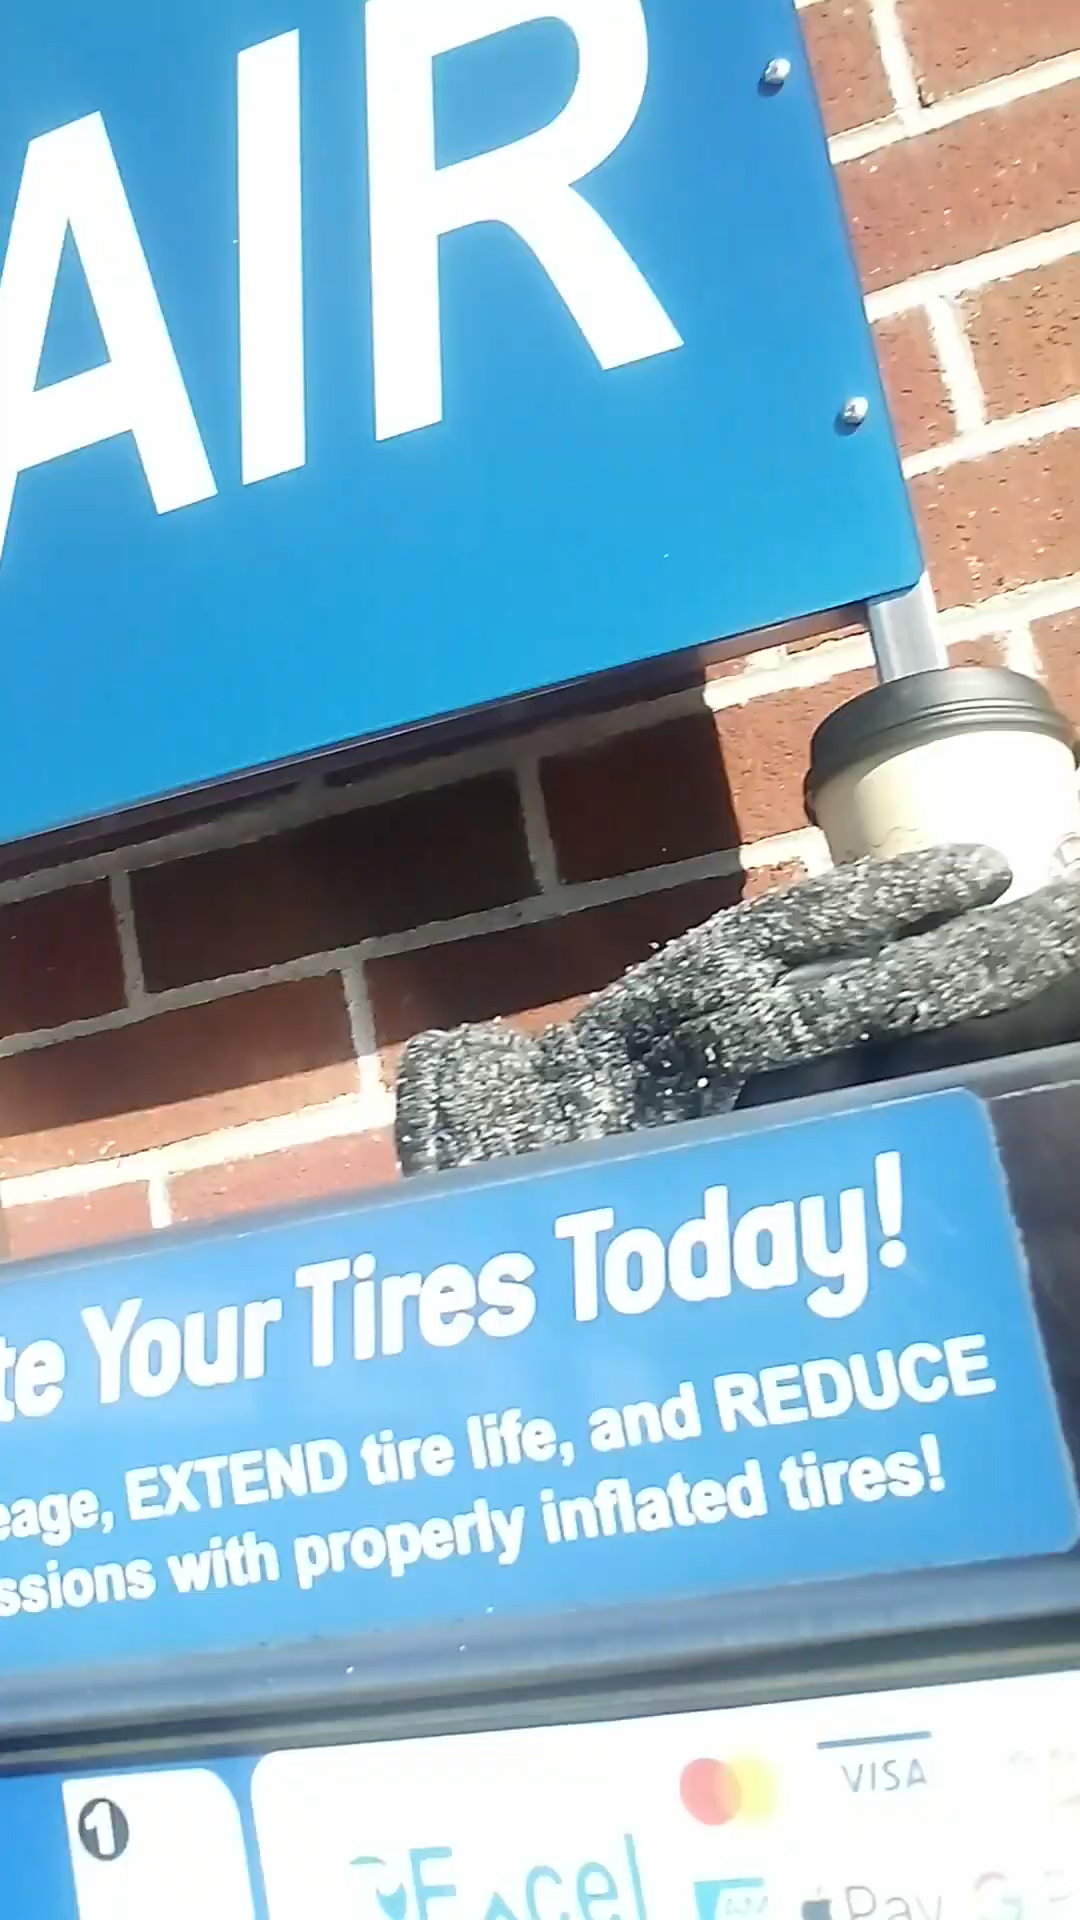 AIR
te Your Tires Today!
eage, EXTEND tire life, and REDUCE
ssions with properly inflated tires!
1
VISA
Excel
Pay G P